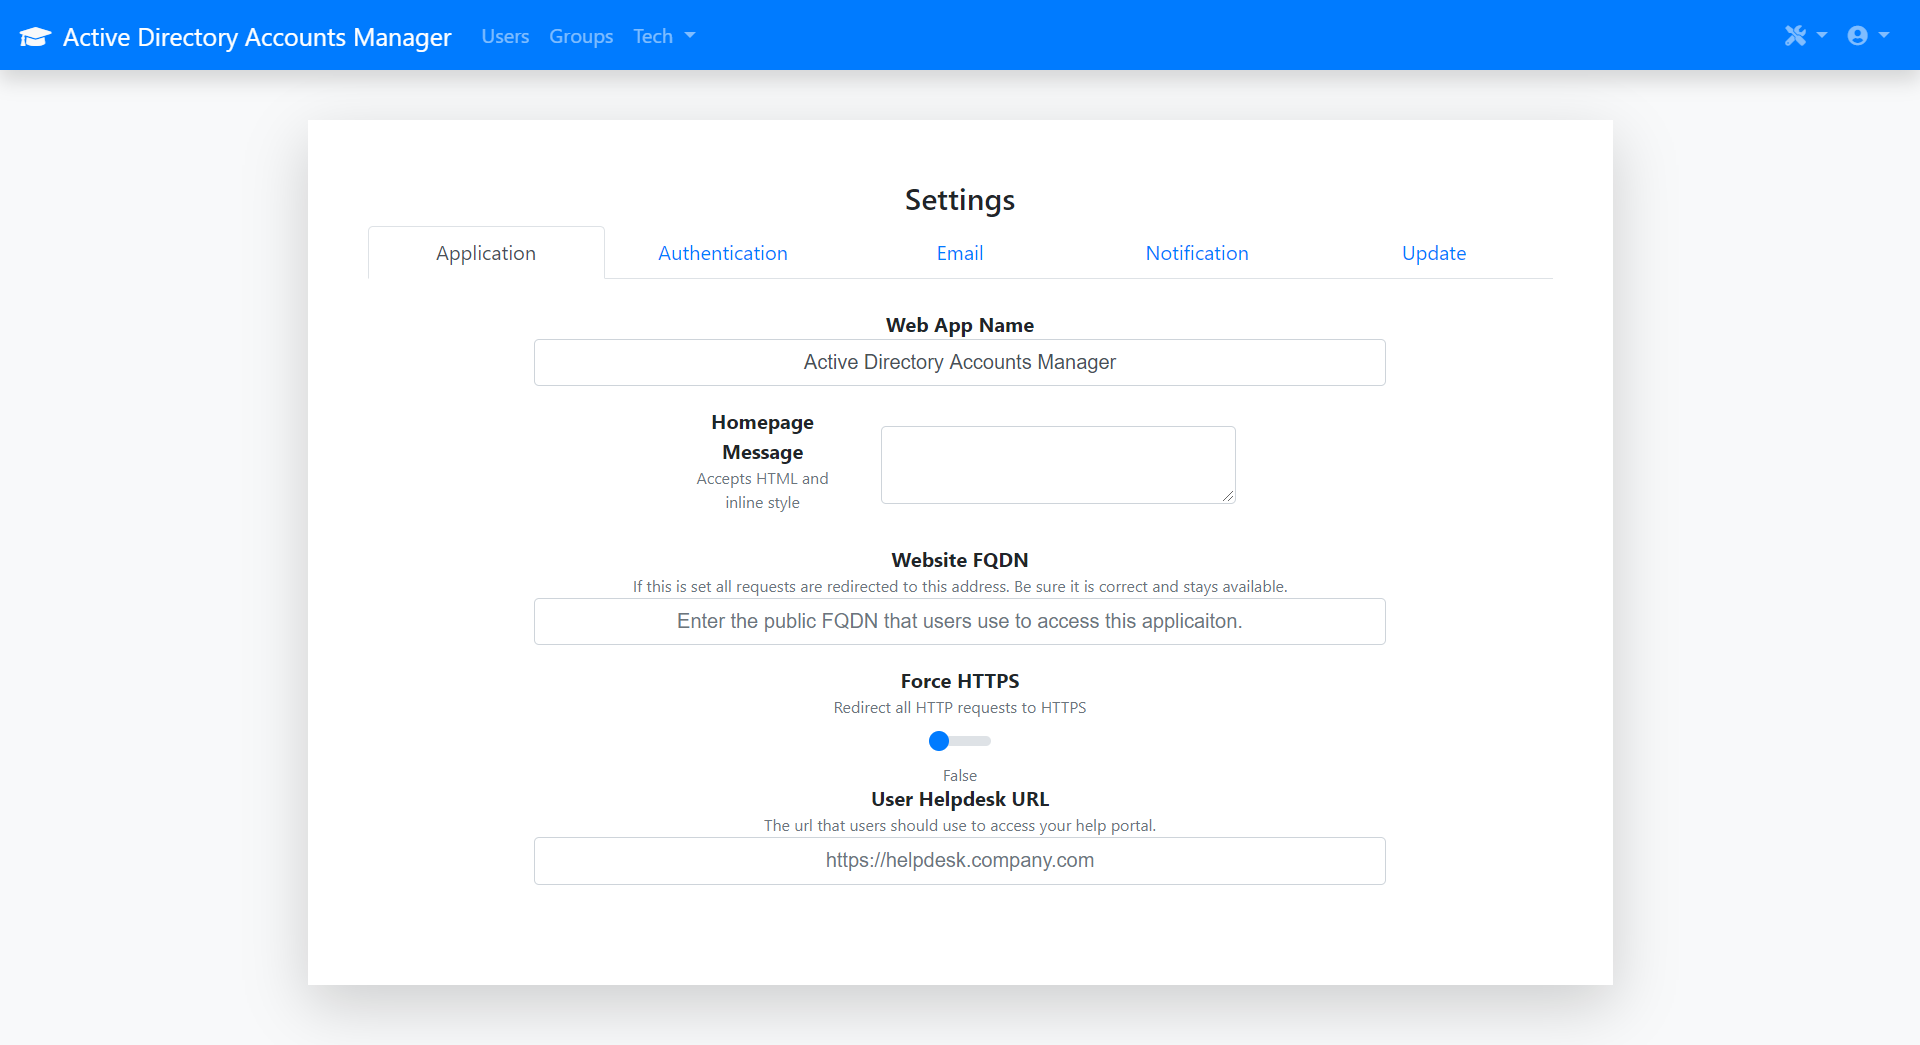 Active Directory Accounts Manager Users Groups Tech
Settings
Application Authentication Email Notification Update
Web App Name
Active Directory Accounts Manager
Homepage
Message
Accepts HTML and
inline style
Website FQDN
If this is set all requests are redirected to this address. Be sure it is correct and stays available.
Enter the public FQDN that users use to access this applicaiton.
Force HTTPS
Redirect all HTTP requests to HTTPS
False
User Helpdesk URL
The url that users should use to access your help portal.
https://helpdesk.company.com